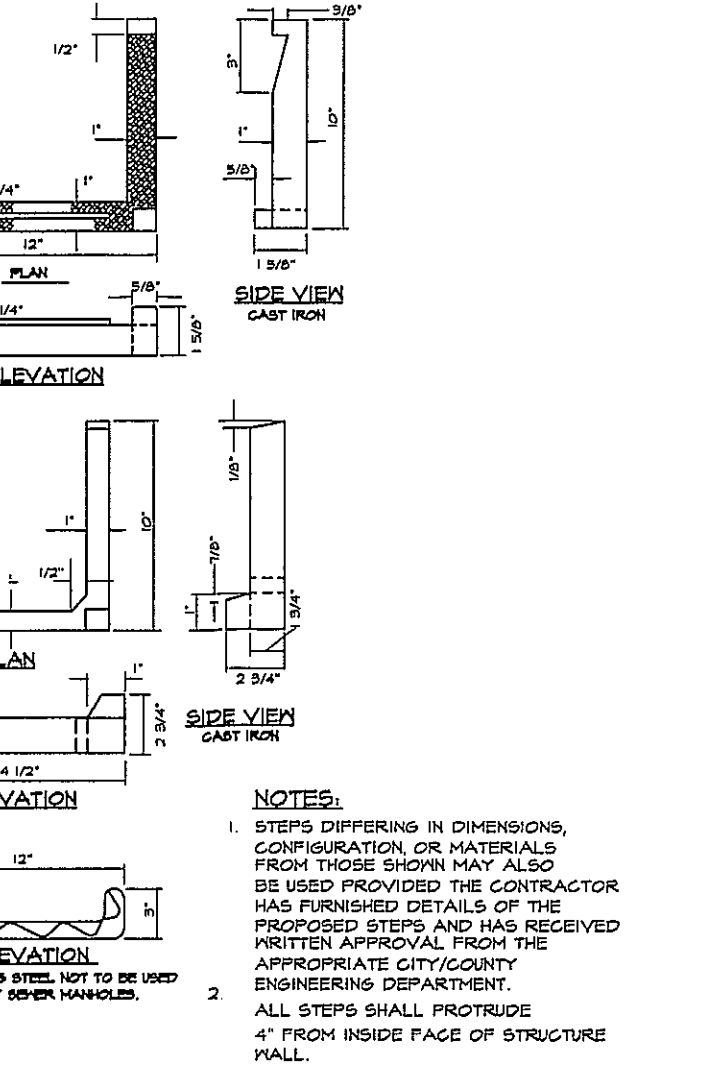 3/8"
1/2"
3"
10"
1"
1"
5/8"
/4"
1"
12"
1 5/8"
PLAN
5/8"
SIDE VIEW
CAST IRON
1/4"
1 5/8"
LEVATION
1/8"
1"
10"
7/8"
1/2"
1"
3/4"
LAN
2 3/4"
1"
2 3/4"
SIDE VIEW
CAST IRON
4 1/2"
VATION
NOTES:
1. STEPS DIFFERING IN DIMENSIONS,
CONFIGURATION, OR MATERIALS
FROM THOSE SHOWN MAY ALSO
BE USED PROVIDED THE CONTRACTOR
HAS FURNISHED DETAILS OF THE
PROPOSED STEPS AND HAS RECEIVED
WRITTEN APPROVAL FROM THE
APPROPRIATE CITY/COUNTY
ENGINEERING DEPARTMENT.
2.
ALL STEPS SHALL PROTRUDE
4" FROM INSIDE FACE OF STRUCTURE
WALL.
12"
3"
EVATION
S STEEL NOT TO BE USED
SEWER MANHOLES.